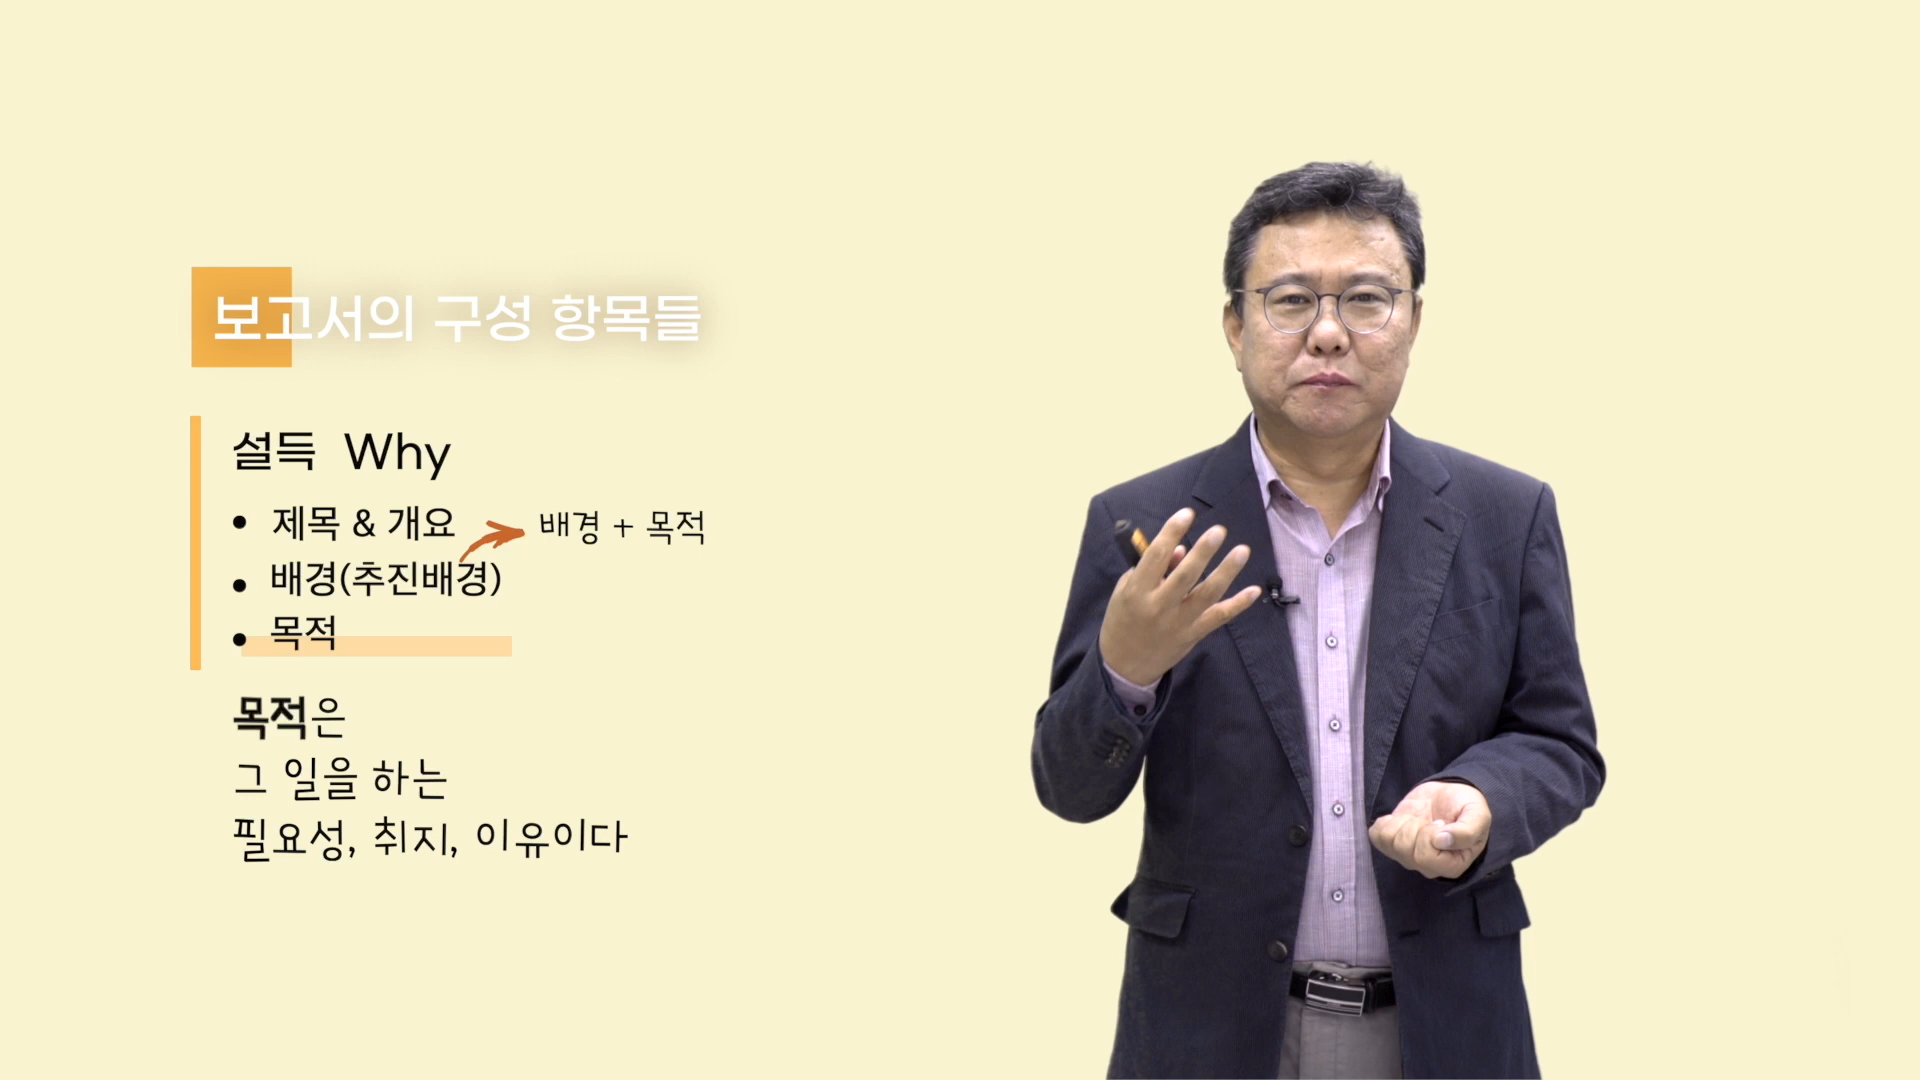 보고서의 구성 항목들
설득 Why
• 제목 & 개요
배경 + 목적
• 배경(추진배경)
• 목적
목적은
그 일을 하는
필요성, 취지, 이유이다